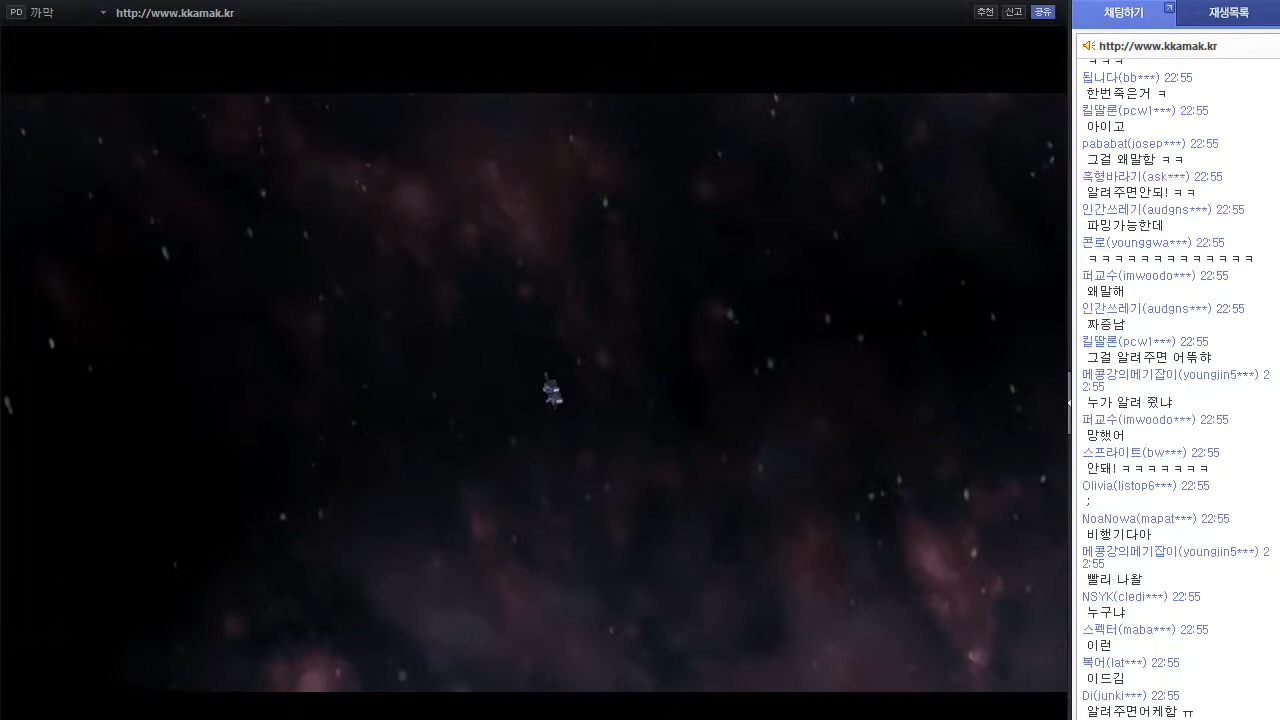 PD 까막 http://www.kkamak.kr 추천 신고 공유
채팅하기 재생목록
http://www.kkamak.kr
ㅋㅋㅋ
됩니다(bb***) 22:55
한번죽은거 ㅋ
킬딸론(pcw1***) 22:55
아이고
pababat(josep***) 22:55
그걸 왜말함 ㅋㅋ
흑형바라기(ask***) 22:55
알려주면안되! ㅋㅋ
인간쓰레기(audgns***) 22:55
파밍가능한데
콘로(younggwa***) 22:55
ㅋㅋㅋㅋㅋㅋㅋㅋㅋㅋㅋㅋㅋ
퍼교수(imwoodo***) 22:55
왜말해
인간쓰레기(audgns***) 22:55
짜증남
킬딸론(pcw1***) 22:55
그걸 알려주면 어뜪햐
메콩강의메기잡이(youngjin5***) 2
2:55
누가 알려 줬냐
퍼교수(imwoodo***) 22:55
망했어
스프라이트(bw***) 22:55
안돼! ㅋㅋㅋㅋㅋㅋㅋ
Olivia(ljstop6***) 22:55
;
NoaNowa(mapat***) 22:55
비행기다아
메콩강의메기잡이(youngjin5***) 2
2:55
빨리 나왈
NSYK(cledi***) 22:55
누구냐
스펙터(maba***) 22:55
이런
복어(lat***) 22:55
이드김
Di(junki***) 22:55
알려주면어케함 ㅠ